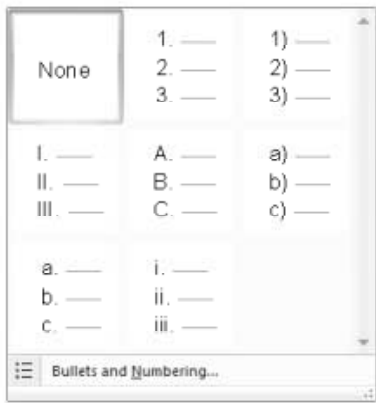 None
1.
2.
3.
1)
2)
3)
I.
II.
III.
A.
B.
C.
a)
b)
c)
a.
b.
c.
i.
ii.
iii.
Bullets and Numbering...